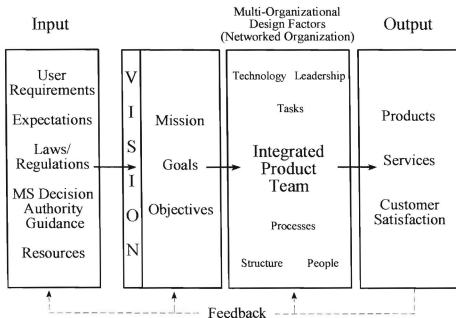 Input
Multi-Organizational
Design Factors
(Networked Organization)
Output
User
Requirements
Expectations
Laws/
Regulations
MS Decision
Authority
Guidance
Resources
VISION
Mission
Goals
Objectives
Technology Leadership
Tasks
Integrated
Product
Team
Processes
Structure People
Products
Services
Customer
Satisfaction
Feedback